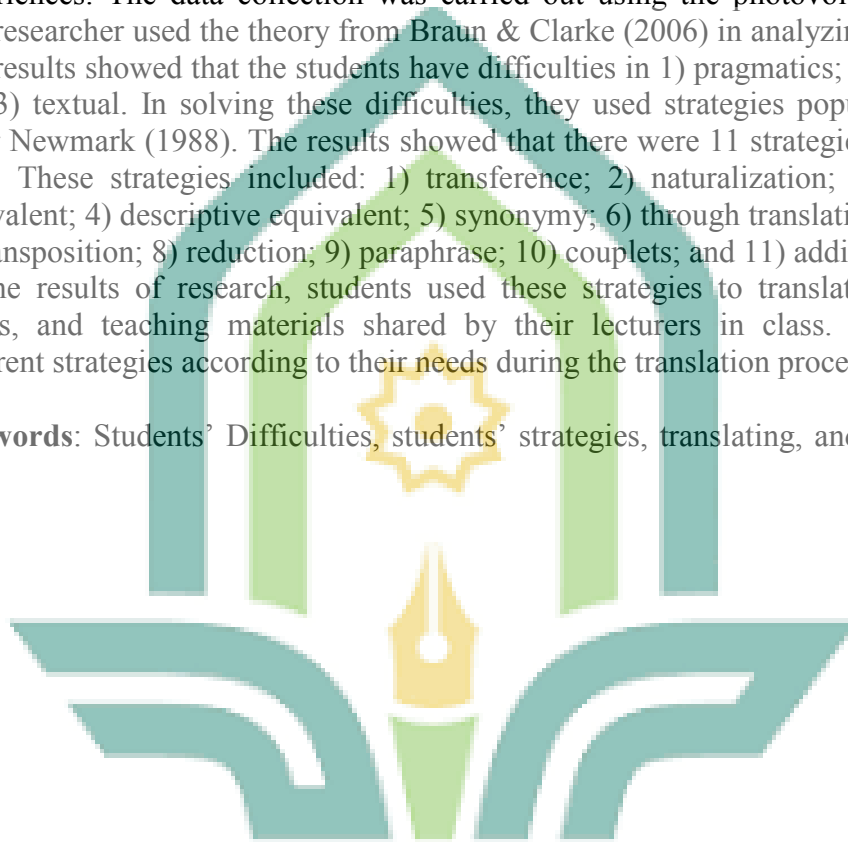 riences. The data collection was carried out using the photovo
researcher used the theory from Braun & Clarke (2006) in analyzin
results showed that the students have difficulties in 1) pragmatics;
3) textual. In solving these difficulties, they used strategies popu
Newmark (1988). The results showed that there were 11 strategie
These strategies included: 1) transference; 2) naturalization;
valent; 4) descriptive equivalent; 5) synonymy; 6) through translati
ansposition; 8) reduction; 9) paraphrase; 10) couplets; and 11) addi
he results of research, students used these strategies to translat
s, and teaching materials shared by their lecturers in class.
rent strategies according to their needs during the translation proce
words: Students' Difficulties, students' strategies, translating, and